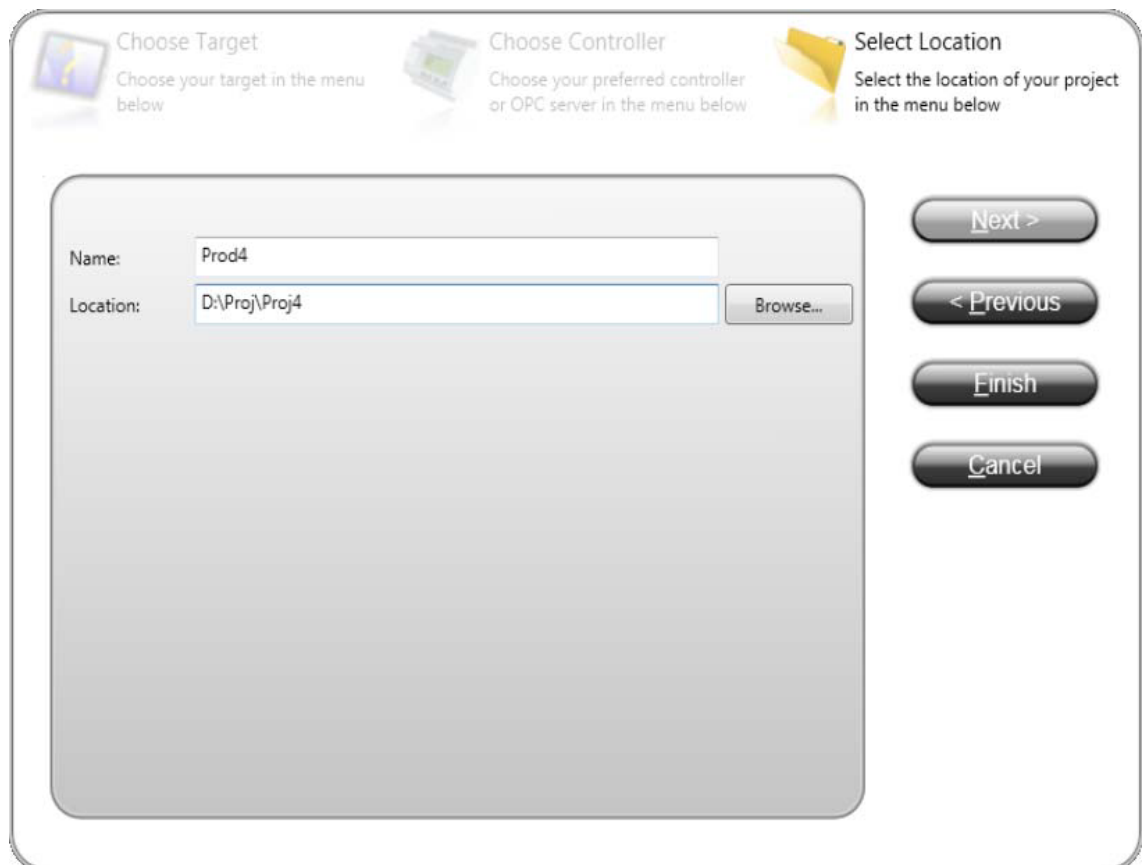 Choose Target
Choose your target in the menu
below
Choose Controller
Choose your preferred controller
or OPC server in the menu below
Select Location
Select the location of your project
in the menu below
Name:
Prod4
Location:
D:\Proj\Proj4
Browse...
Next >
< Previous
Finish
Cancel